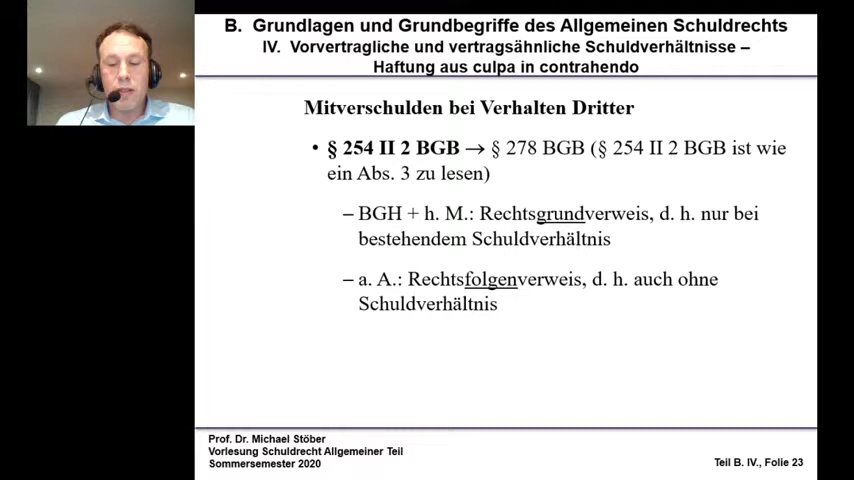 B. Grundlagen und Grundbegriffe des Allgemeinen Schuldrechts
IV. Vorvertragliche und vertragsähnliche Schuldverhältnisse –
Haftung aus culpa in contrahendo
Mitverschulden bei Verhalten Dritter
• § 254 II 2 BGB → § 278 BGB (§ 254 II 2 BGB ist wie
ein Abs. 3 zu lesen)
– BGH + h. M.: Rechtsgrundverweis, d. h. nur bei
bestehendem Schuldverhältnis
– a. A.: Rechtsfolgenverweis, d. h. auch ohne
Schuldverhältnis
Prof. Dr. Michael Stöber
Vorlesung Schuldrecht Allgemeiner Teil
Sommersemester 2020
Teil B. IV., Folie 23